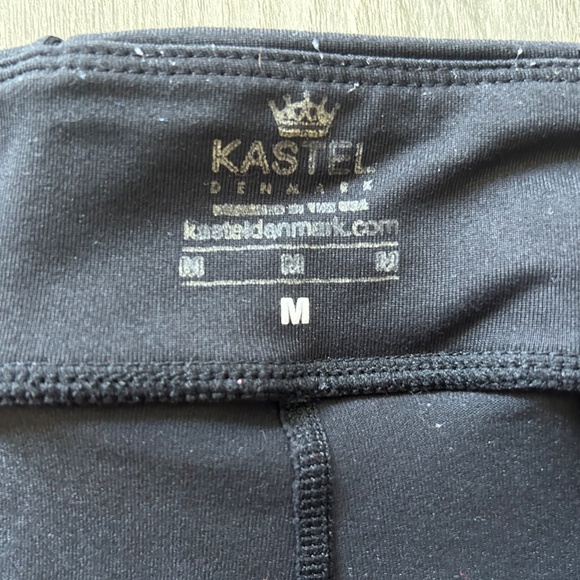 KASTEL
DENMARK
DESIGNED IN THE USA
kasteldenmark.com
M